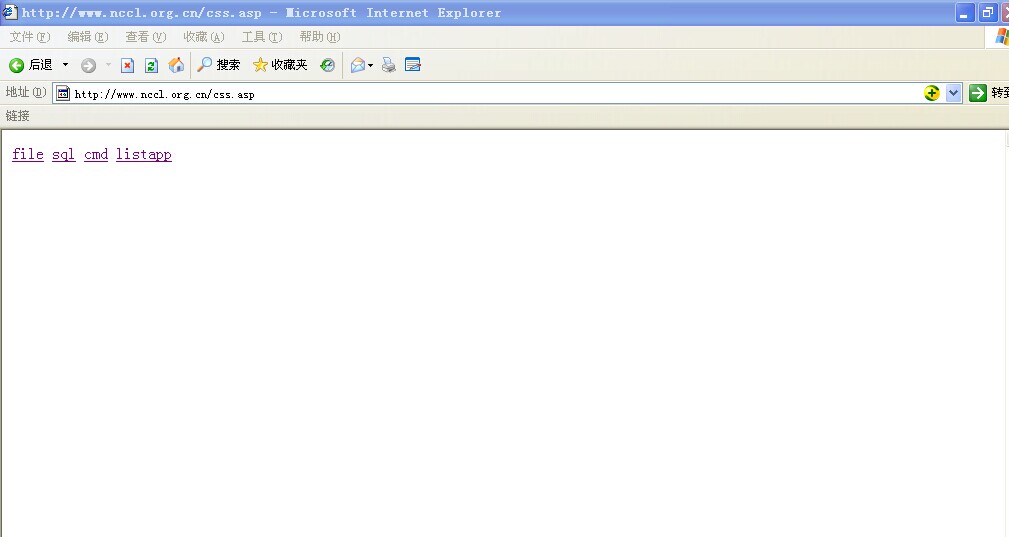 http://www.nccl.org.cn/css.asp - Microsoft Internet Explorer
文件(F) 编辑(E) 查看(V) 收藏(A) 工具(T) 帮助(H)
后退 搜索 收藏夹
地址(D) http://www.nccl.org.cn/css.asp 转到
链接
file sql cmd listapp